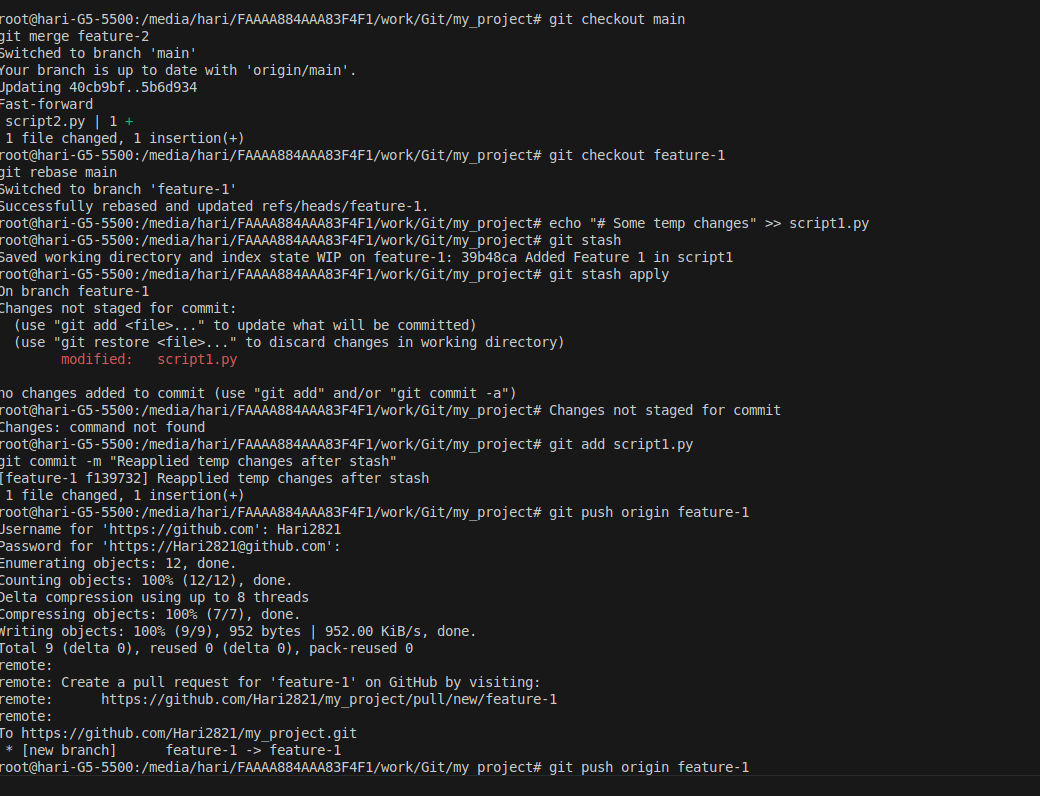 root@hari-G5-5500:/media/hari/FAAAA884AAA83F4F1/work/Git/my_project# git checkout main
git merge feature-2
Switched to branch 'main'
Your branch is up to date with 'origin/main'.
Updating 40cb9bf..5b6d934
Fast-forward
 script2.py | 1 +
 1 file changed, 1 insertion(+)
root@hari-G5-5500:/media/hari/FAAAA884AAA83F4F1/work/Git/my_project# git checkout feature-1
git rebase main
Switched to branch 'feature-1'
Successfully rebased and updated refs/heads/feature-1.
root@hari-G5-5500:/media/hari/FAAAA884AAA83F4F1/work/Git/my_project# echo "# Some temp changes" >> script1.py
root@hari-G5-5500:/media/hari/FAAAA884AAA83F4F1/work/Git/my_project# git stash
Saved working directory and index state WIP on feature-1: 39b48ca Added Feature 1 in script1
root@hari-G5-5500:/media/hari/FAAAA884AAA83F4F1/work/Git/my_project# git stash apply
On branch feature-1
Changes not staged for commit:
  (use "git add <file>..." to update what will be committed)
  (use "git restore <file>..." to discard changes in working directory)
        modified:   script1.py

no changes added to commit (use "git add" and/or "git commit -a")
root@hari-G5-5500:/media/hari/FAAAA884AAA83F4F1/work/Git/my_project# Changes not staged for commit
Changes: command not found
root@hari-G5-5500:/media/hari/FAAAA884AAA83F4F1/work/Git/my_project# git add script1.py
git commit -m "Reapplied temp changes after stash"
[feature-1 f139732] Reapplied temp changes after stash
 1 file changed, 1 insertion(+)
root@hari-G5-5500:/media/hari/FAAAA884AAA83F4F1/work/Git/my_project# git push origin feature-1
Username for 'https://github.com': Hari2821
Password for 'https://Hari2821@github.com':
Enumerating objects: 12, done.
Counting objects: 100% (12/12), done.
Delta compression using up to 8 threads
Compressing objects: 100% (7/7), done.
Writing objects: 100% (9/9), 952 bytes | 952.00 KiB/s, done.
Total 9 (delta 0), reused 0 (delta 0), pack-reused 0
remote:
remote: Create a pull request for 'feature-1' on GitHub by visiting:
remote:      https://github.com/Hari2821/my_project/pull/new/feature-1
remote:
To https://github.com/Hari2821/my_project.git
 * [new branch]      feature-1 -> feature-1
root@hari-G5-5500:/media/hari/FAAAA884AAA83F4F1/work/Git/my_project# git push origin feature-1